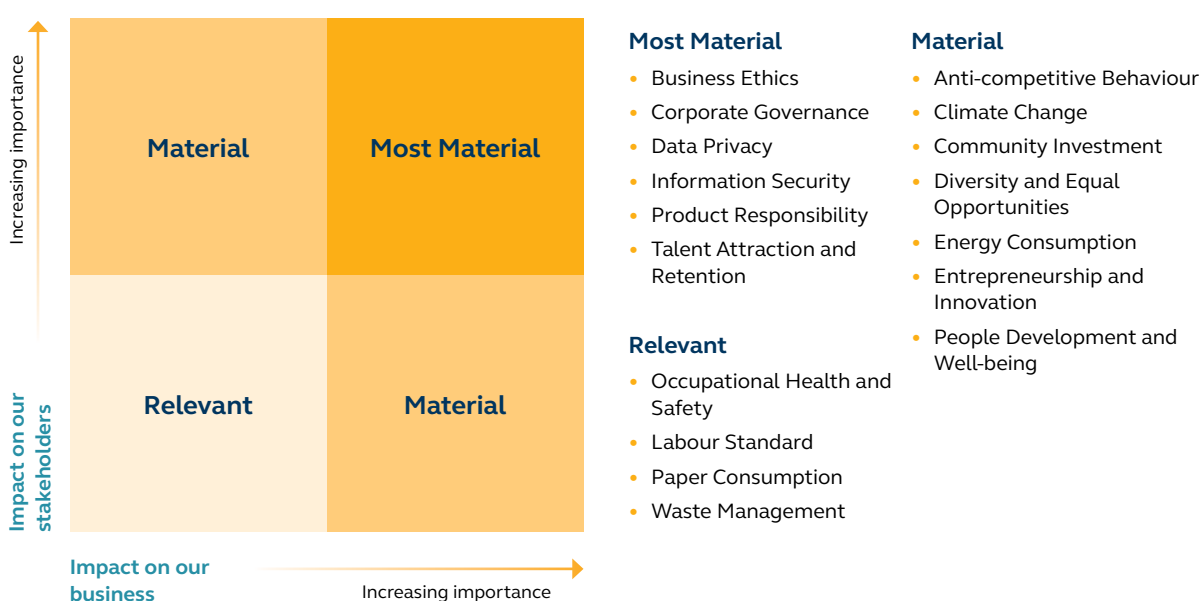 Increasing importance
Impact on our
stakeholders
Material
Most Material
Relevant
Material
Impact on our
business
Increasing importance
Most Material
• Business Ethics
• Corporate Governance
• Data Privacy
• Information Security
• Product Responsibility
• Talent Attraction and
Retention
Relevant
• Occupational Health and
Safety
• Labour Standard
• Paper Consumption
• Waste Management
Material
• Anti-competitive Behaviour
• Climate Change
• Community Investment
• Diversity and Equal
Opportunities
• Energy Consumption
• Entrepreneurship and
Innovation
• People Development and
Well-being